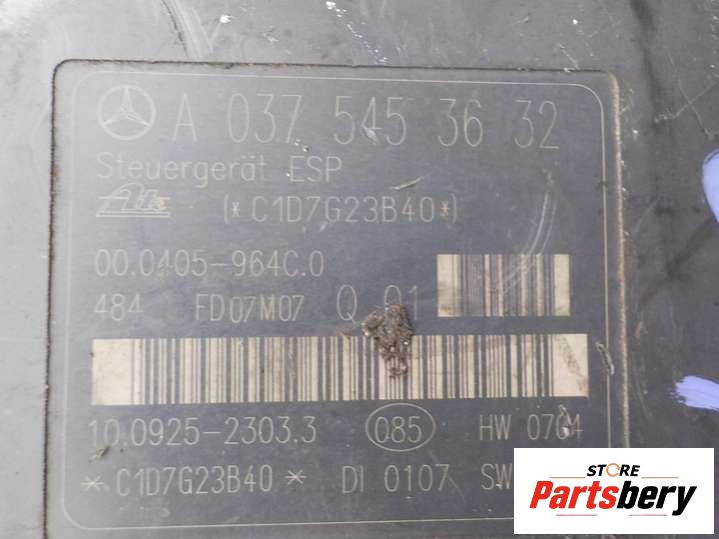 A 037 545 36 32
Steuergerät ESP
Ate (*C1D7G23B40*)
00.0405-964C.0
484 FD07M07 Q 01
10.0925-2303.3 085 HW 0704
*C1D7G23B40* DI 0107 SW
STORE
Partsbery